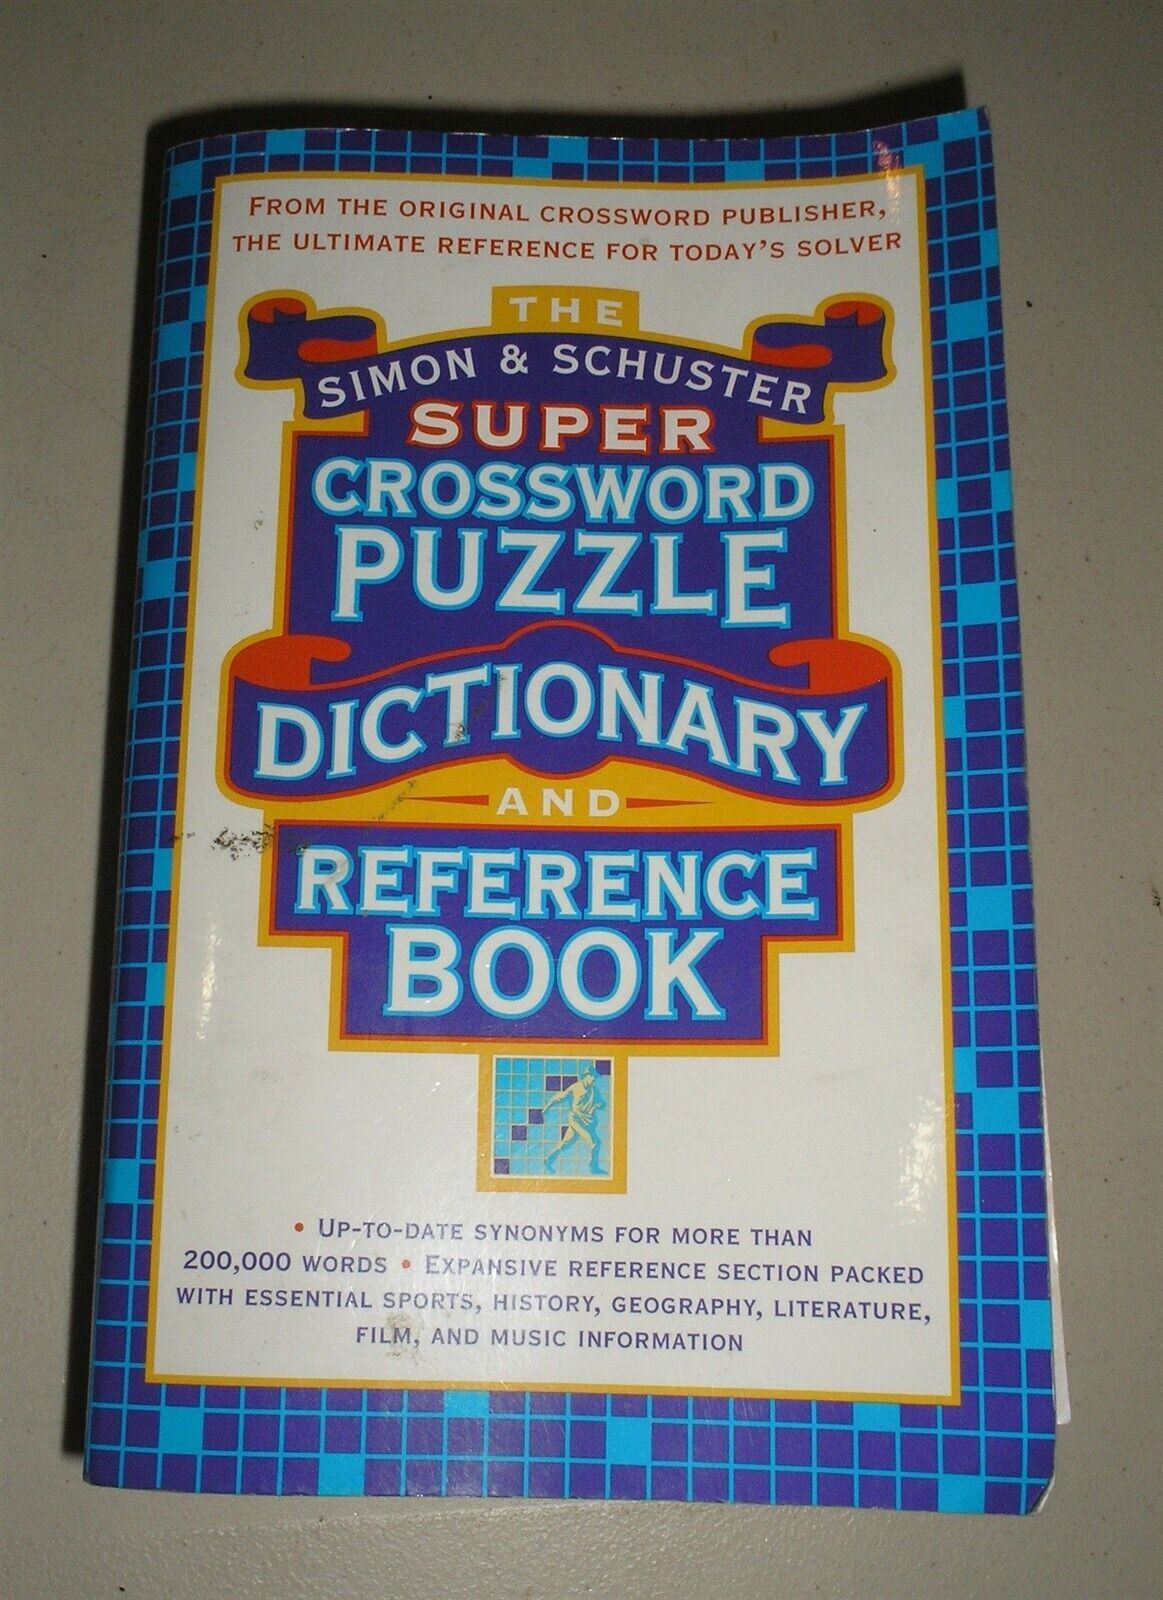 FROM THE ORIGINAL CROSSWORD PUBLISHER,
THE ULTIMATE REFERENCE FOR TODAY'S SOLVER
THE
SIMON & SCHUSTER
SUPER
CROSSWORD
PUZZLE
DICTIONARY
AND
REFERENCE
BOOK
• UP-TO-DATE SYNONYMS FOR MORE THAN
200,000 WORDS • EXPANSIVE REFERENCE SECTION PACKED
WITH ESSENTIAL SPORTS, HISTORY, GEOGRAPHY, LITERATURE,
FILM, AND MUSIC INFORMATION